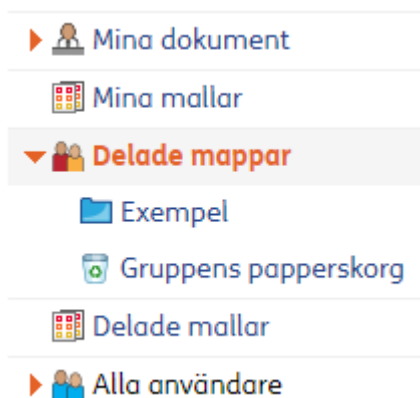 Mina dokument
Mina mallar
Delade mappar
Exempel
Gruppens papperskorg
Delade mallar
Alla användare